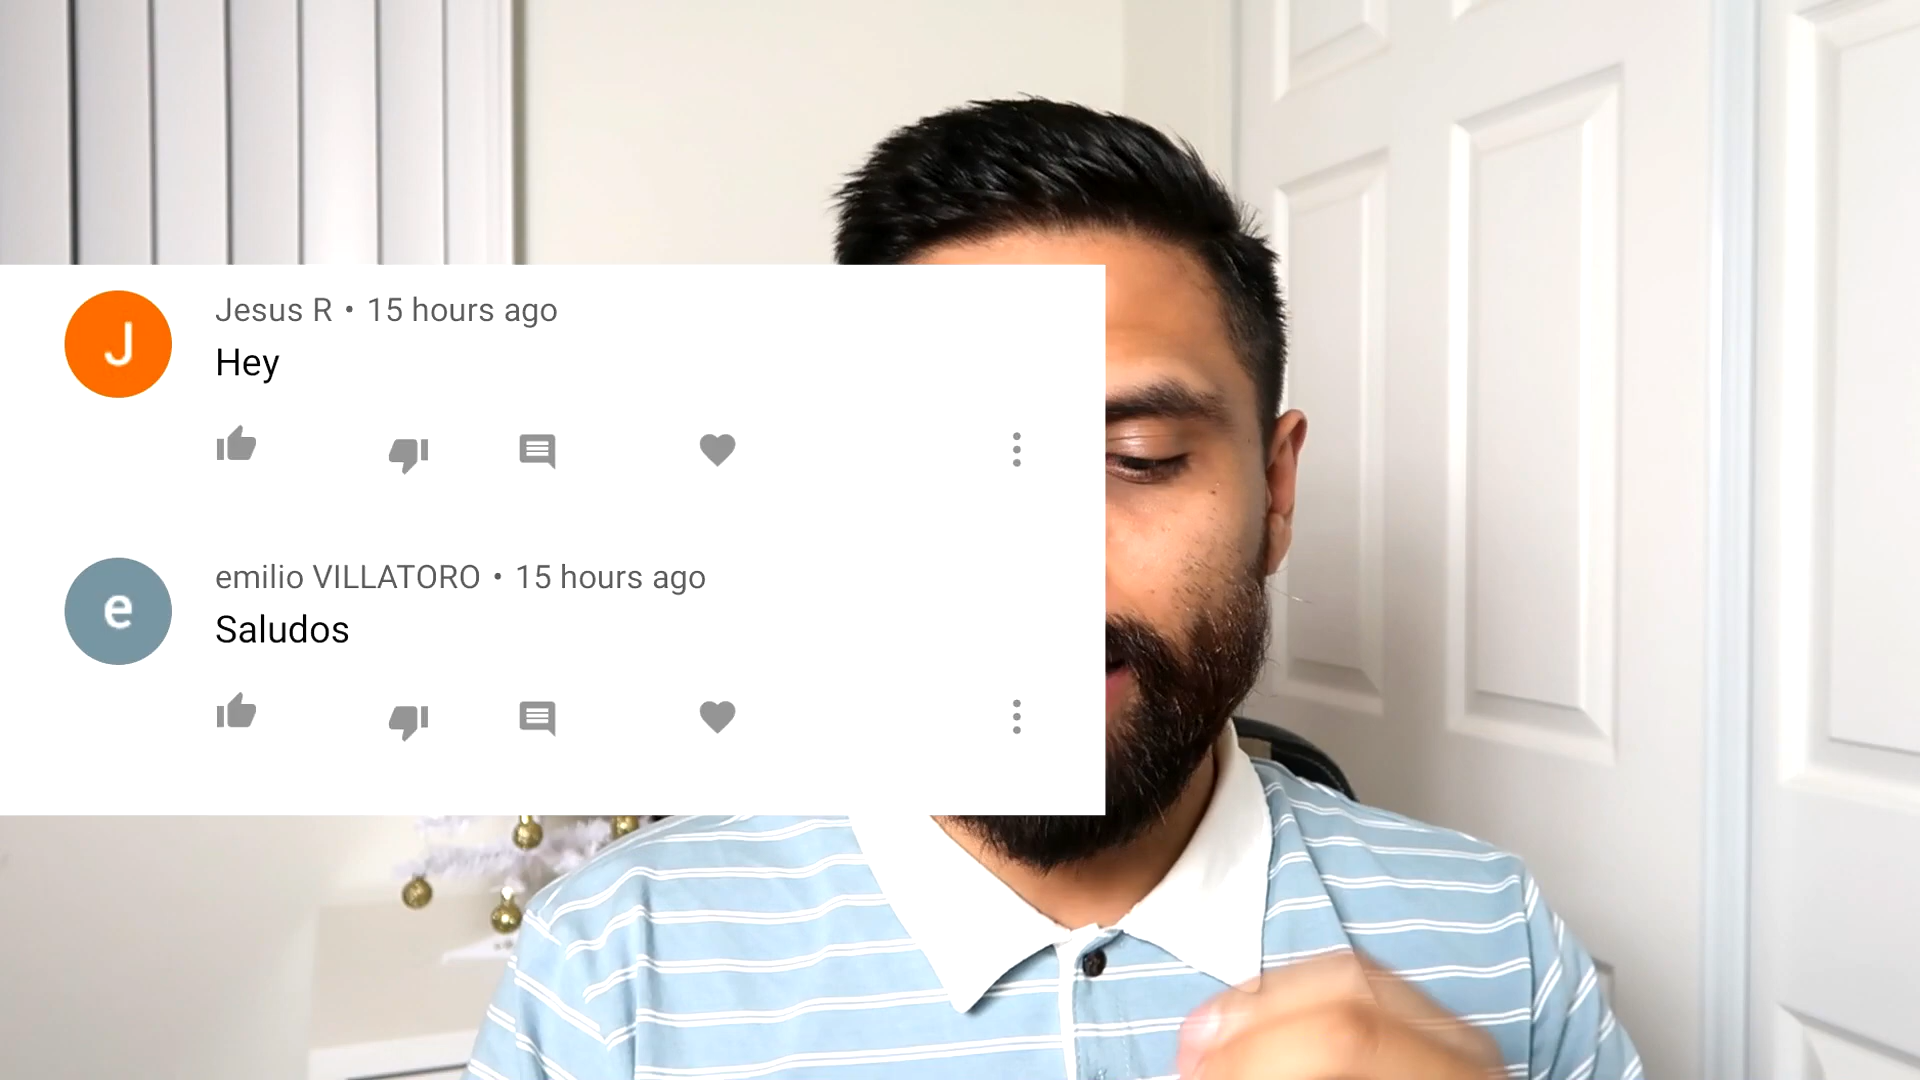 J
Jesus R • 15 hours ago
Hey
e
emilio VILLATORO • 15 hours ago
Saludos